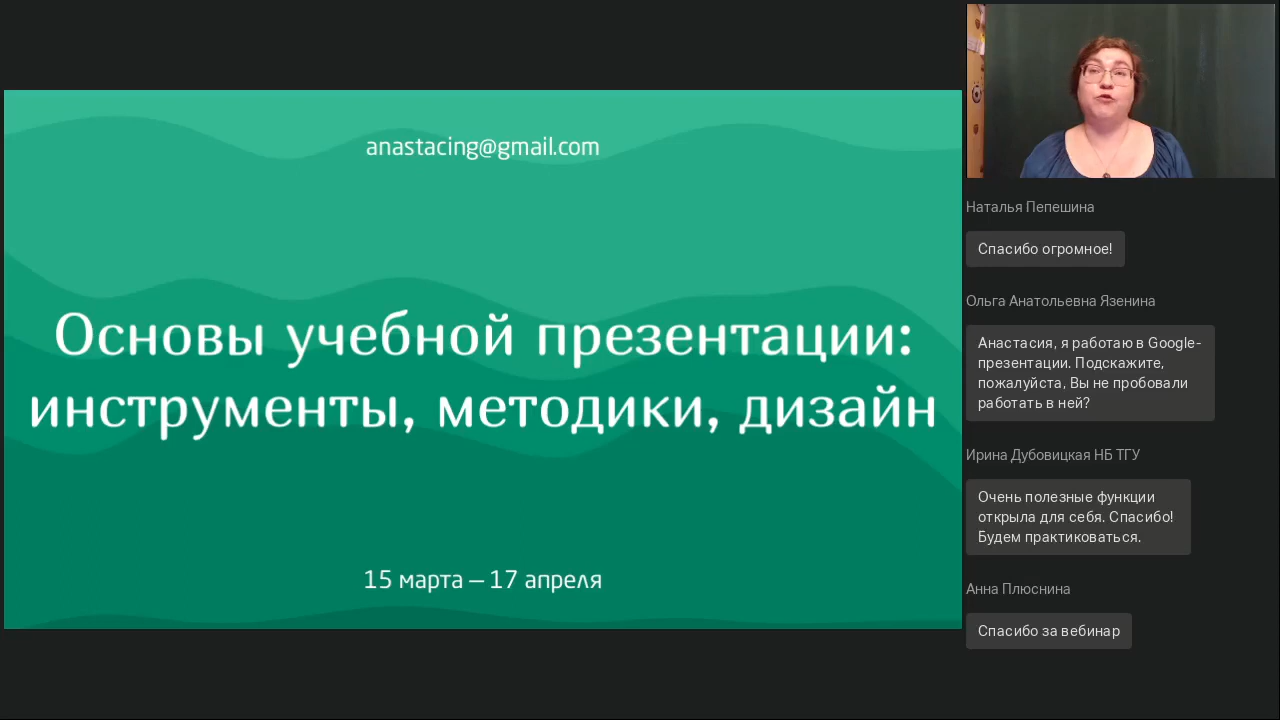 anastacing@gmail.com
Основы учебной презентации:
инструменты, методики, дизайн
15 марта – 17 апреля
Наталья Пепешина
Спасибо огромное!
Ольга Анатольевна Язенина
Анастасия, я работаю в Google-
презентации. Подскажите,
пожалуйста, Вы не пробовали
работать в ней?
Ирина Дубовицкая НБ ТГУ
Очень полезные функции
открыла для себя. Спасибо!
Будем практиковаться.
Анна Плюснина
Спасибо за вебинар